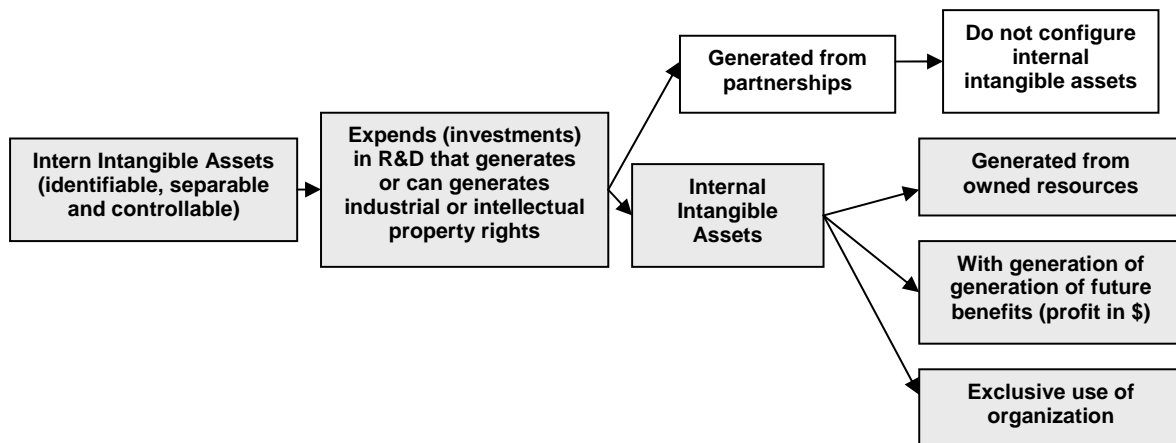 Intern Intangible Assets
(identifiable, separable
and controllable)
Expends (investments)
in R&D that generates
or can generates
industrial or intellectual
property rights
Generated from
partnerships
Do not configure
internal
intangible assets
Internal
Intangible
Assets
Generated from
owned resources
With generation of
generation of future
benefits (profit in $)
Exclusive use of
organization